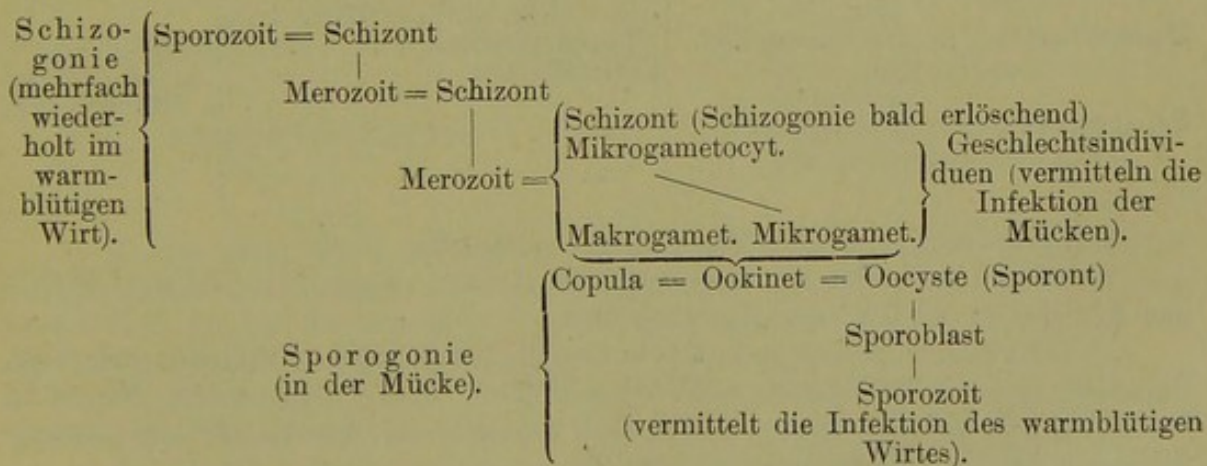 Schizo-
gonie
(mehrfach
wieder-
holt im
warm-
blütigen
Wirt).
Sporozoit = Schizont
Merozoit = Schizont
Merozoit =
Schizont (Schizogonie bald erlöschend)
Mikrogametocyt.
Makrogamet. Mikrogamet.
Geschlechtsindivi-
duen (vermitteln die
Infektion der
Mücken).
Sporogonie
(in der Mücke).
Copula = Ookinet = Oocyste (Sporont)
Sporoblast
Sporozoit
(vermittelt die Infektion des warmblütigen
Wirtes).